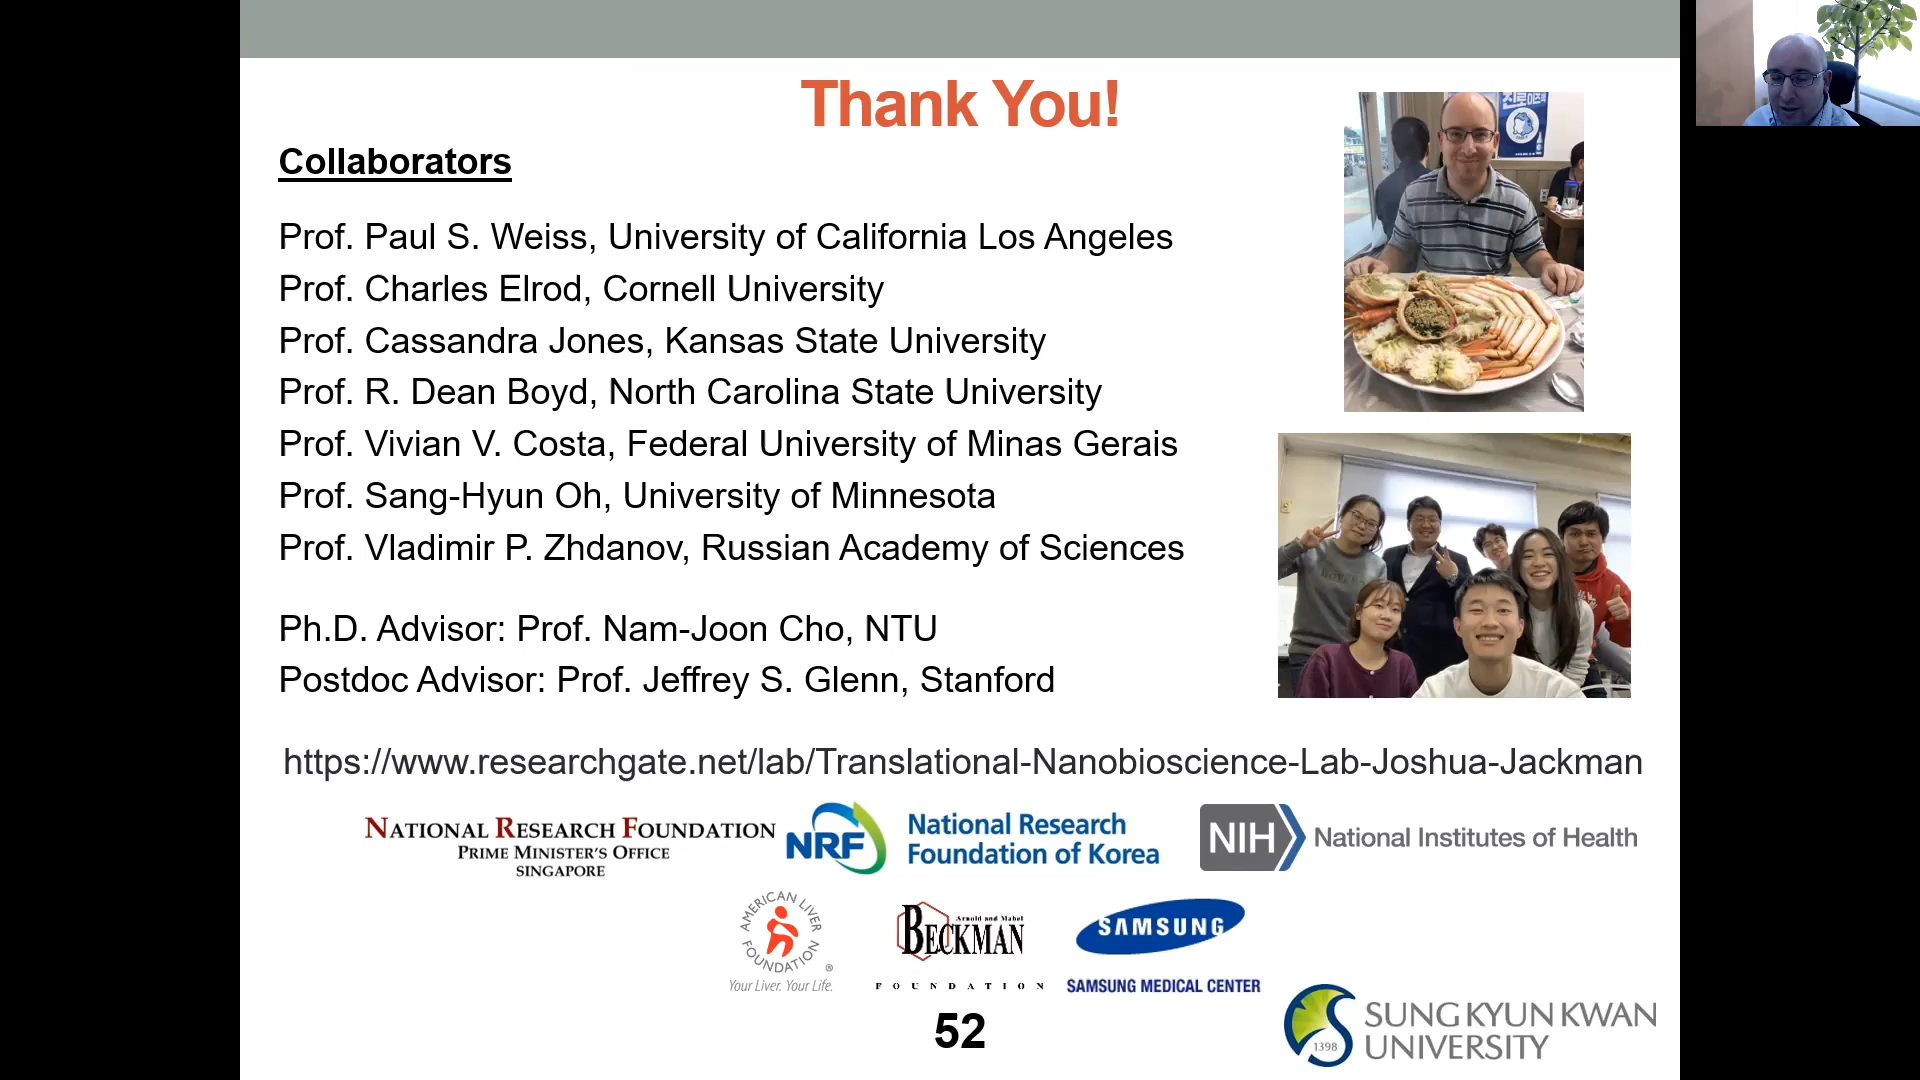 Thank You!
Collaborators
Prof. Paul S. Weiss, University of California Los Angeles
Prof. Charles Elrod, Cornell University
Prof. Cassandra Jones, Kansas State University
Prof. R. Dean Boyd, North Carolina State University
Prof. Vivian V. Costa, Federal University of Minas Gerais
Prof. Sang-Hyun Oh, University of Minnesota
Prof. Vladimir P. Zhdanov, Russian Academy of Sciences
Ph.D. Advisor: Prof. Nam-Joon Cho, NTU
Postdoc Advisor: Prof. Jeffrey S. Glenn, Stanford
https://www.researchgate.net/lab/Translational-Nanobioscience-Lab-Joshua-Jackman
NATIONAL RESEARCH FOUNDATION
PRIME MINISTER'S OFFICE
SINGAPORE
NRF
National Research
Foundation of Korea
NIH National Institutes of Health
AMERICAN LIVER
FOUNDATION
®
Your Liver. Your Life.
Arnold and Mabel
BECKMAN
FOUNDATION
SAMSUNG
SAMSUNG MEDICAL CENTER
52
1398
SUNG KYUN KWAN
UNIVERSITY